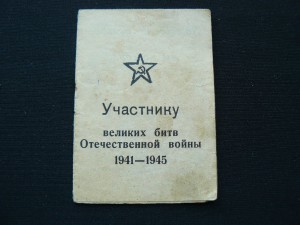 Участнику
великих битв
Отечественной войны
1941—1945